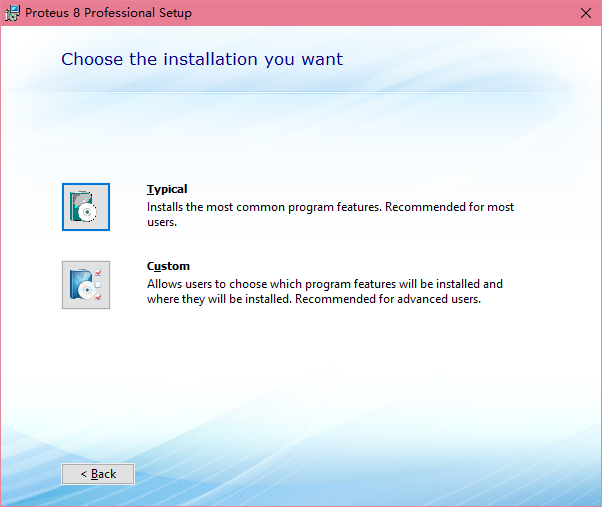 Proteus 8 Professional Setup
Choose the installation you want
Typical
Installs the most common program features. Recommended for most
users.
Custom
Allows users to choose which program features will be installed and
where they will be installed. Recommended for advanced users.
< Back